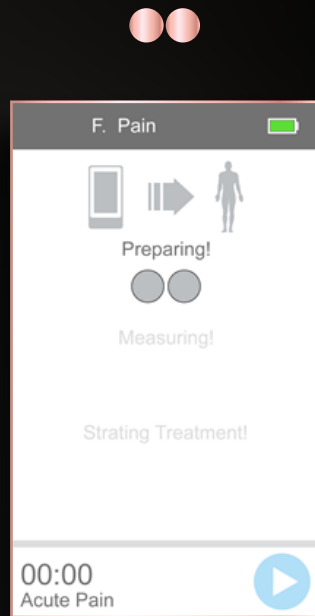 F. Pain
Preparing!
Measuring!
Strating Treatment!
00:00
Acute Pain